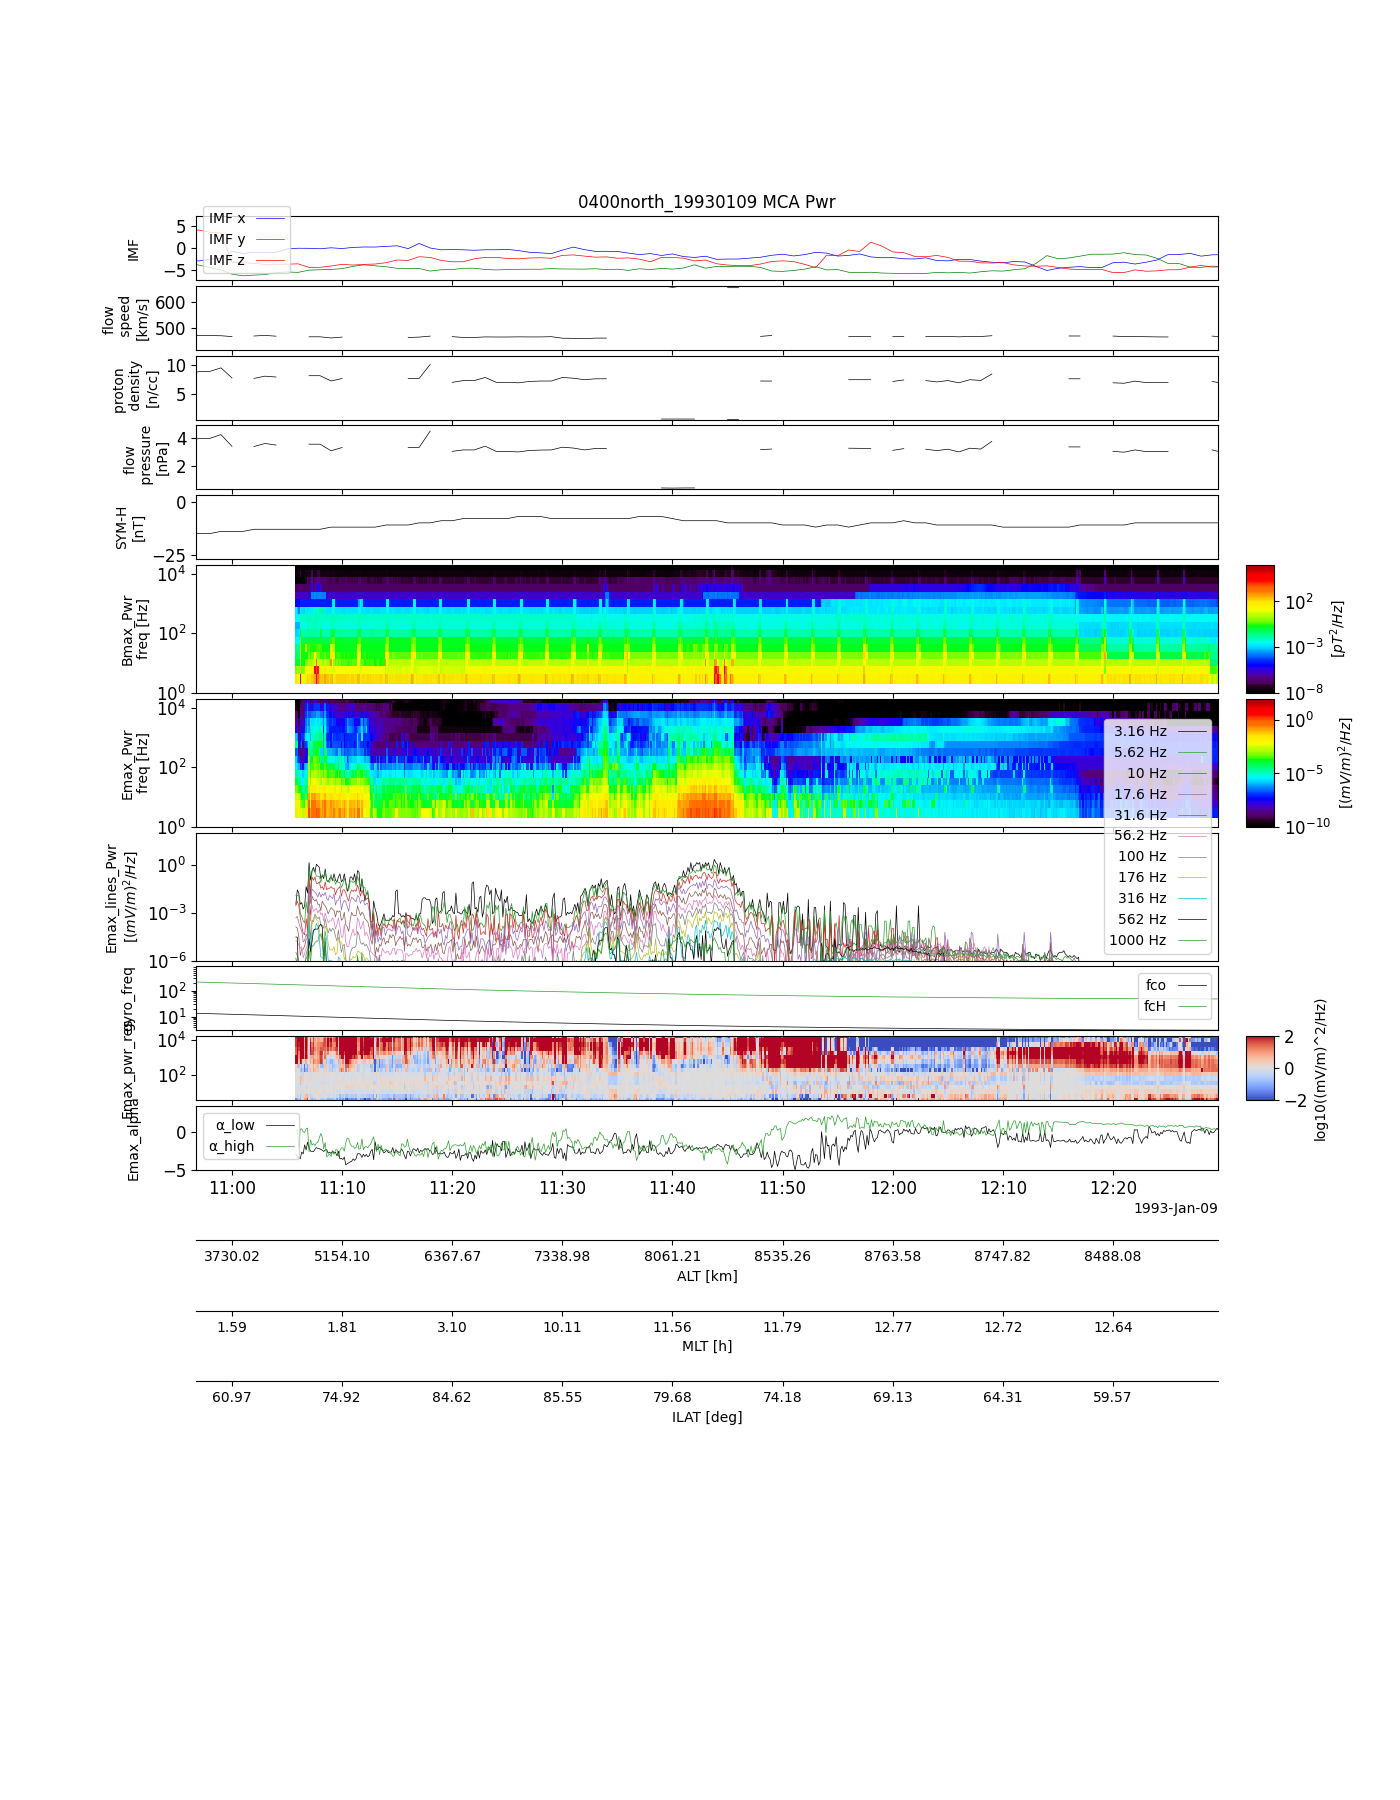 0400north_19930109 MCA Pwr
IMF
5
0
−5
IMF x
IMF y
IMF z
flow
speed
[km/s]
600
500
proton
density
[n/cc]
10
5
flow
pressure
[nPa]
4
2
SYM-H
[nT]
0
−25
Bmax_Pwr
freq [Hz]
10^4
10^2
10^0
10^2
10^−3
10^−8
[pT^2/Hz]
Emax_Pwr
freq [Hz]
10^4
10^2
10^0
10^0
10^−5
10^−10
[(mV/m)^2/Hz]
3.16 Hz
5.62 Hz
10 Hz
17.6 Hz
31.6 Hz
56.2 Hz
100 Hz
176 Hz
316 Hz
562 Hz
1000 Hz
Emax_lines_Pwr
[(mV/m)^2/Hz]
10^0
10^−3
10^−6
gyro_freq
10^2
10^1
fco
fcH
Emax_pwr_reg
10^4
10^2
2
0
−2
log10((mV/m)^2/Hz)
Emax_alpha
0
−5
α_low
α_high
11:00 11:10 11:20 11:30 11:40 11:50 12:00 12:10 12:20
1993-Jan-09
3730.02 5154.10 6367.67 7338.98 8061.21 8535.26 8763.58 8747.82 8488.08
ALT [km]
1.59 1.81 3.10 10.11 11.56 11.79 12.77 12.72 12.64
MLT [h]
60.97 74.92 84.62 85.55 79.68 74.18 69.13 64.31 59.57
ILAT [deg]